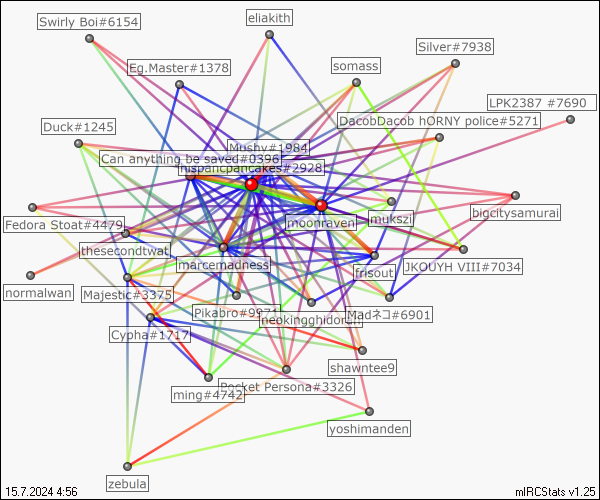 Swirly Boi#6154
eliakith
Silver#7938
Eg.Master#1378
somass
LPK2387 #7690
DacobDacob hORNY police#5271
Duck#1245
Mushy#1984
Can anything be saved#0396
hispanicpancakes#2928
Fedora Stoat#4479
moonraven
mukszi
bigcitysamurai
thesecondtwat
marcemadness
frisout
JKOUYH VIII#7034
normalwan
Majestic#3375
Pikabro#9971
neokingghidorah
Madネコ#6901
Cypha#1717
shawntee9
ming#4742
Pocket Persona#3326
yoshimanden
zebula
15.7.2024 4:56
mIRCStats v1.25